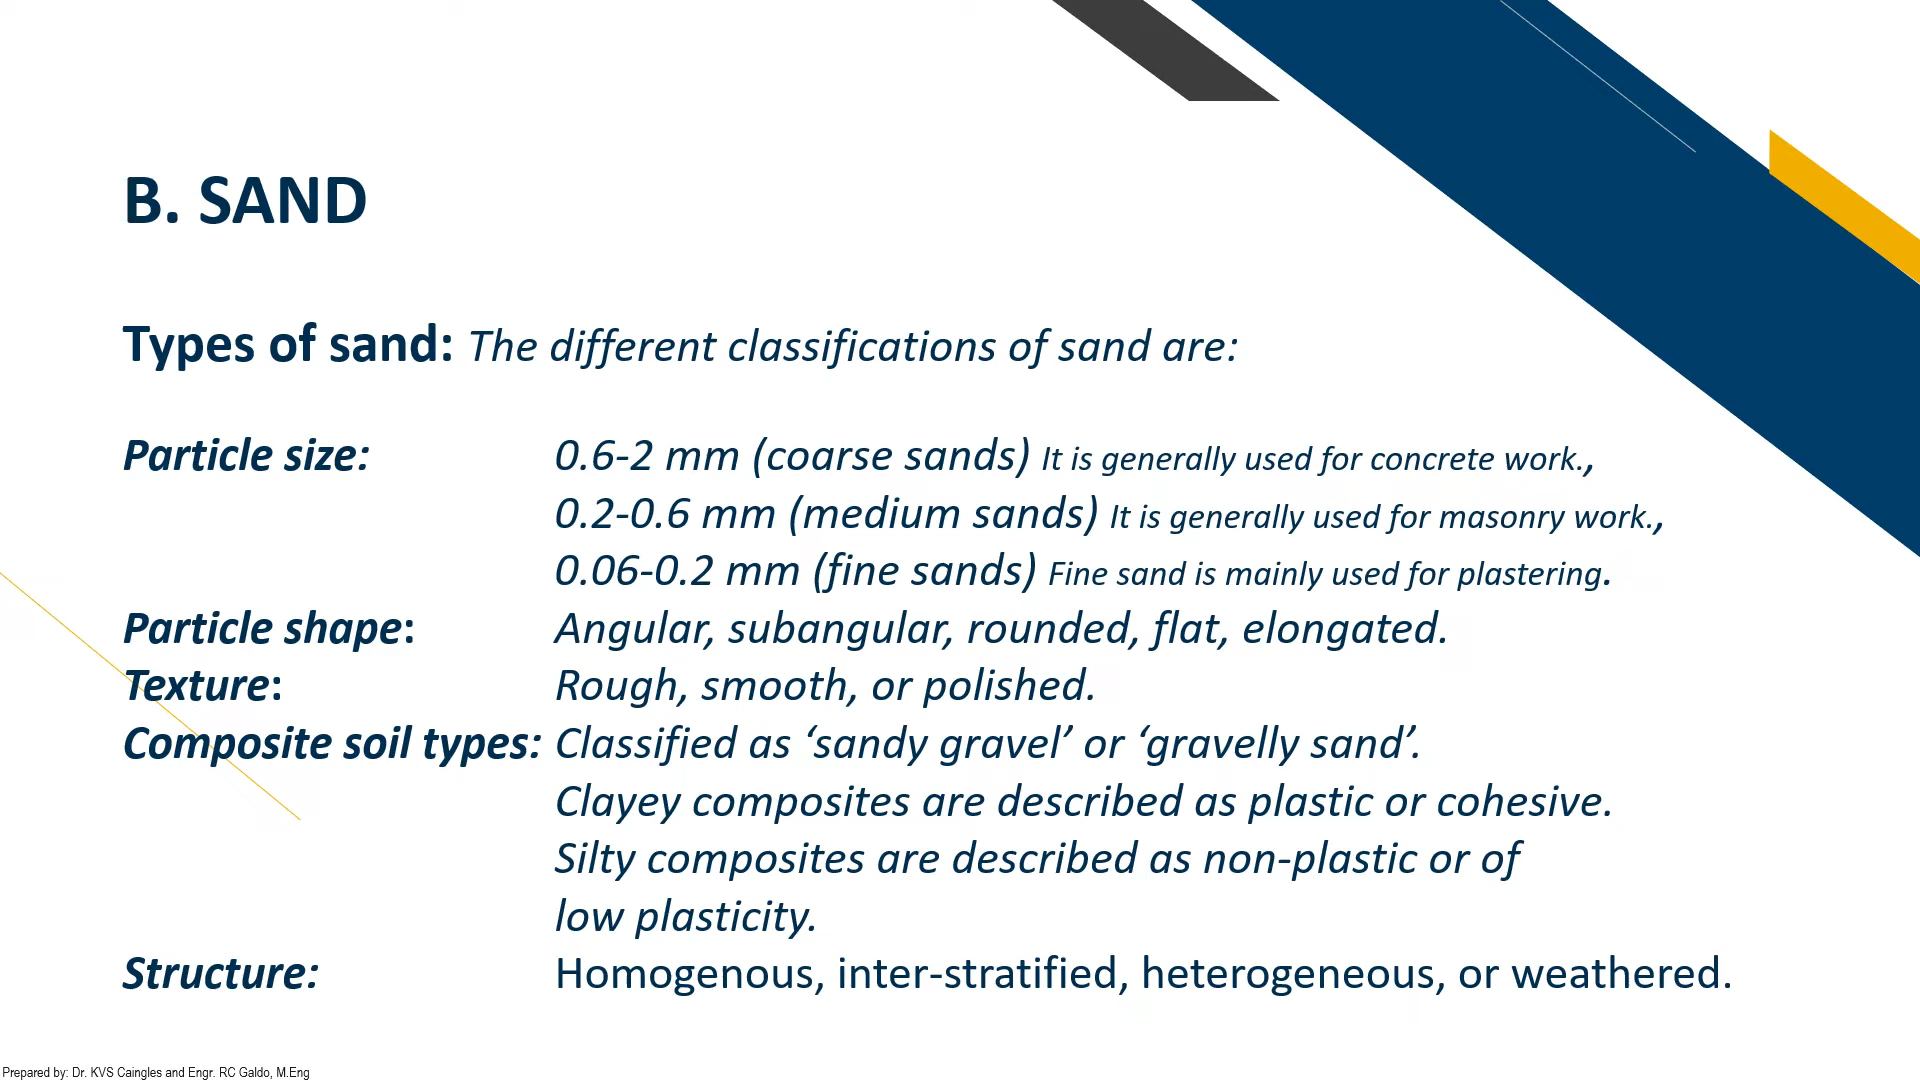 B. SAND
Types of sand: The different classifications of sand are:
Particle size: 0.6-2 mm (coarse sands) It is generally used for concrete work.,
0.2-0.6 mm (medium sands) It is generally used for masonry work.,
0.06-0.2 mm (fine sands) Fine sand is mainly used for plastering.
Particle shape: Angular, subangular, rounded, flat, elongated.
Texture: Rough, smooth, or polished.
Composite soil types: Classified as ‘sandy gravel’ or ‘gravelly sand’.
Clayey composites are described as plastic or cohesive.
Silty composites are described as non-plastic or of
low plasticity.
Structure: Homogenous, inter-stratified, heterogeneous, or weathered.
Prepared by: Dr. KVS Caingles and Engr. RC Galdo, M.Eng